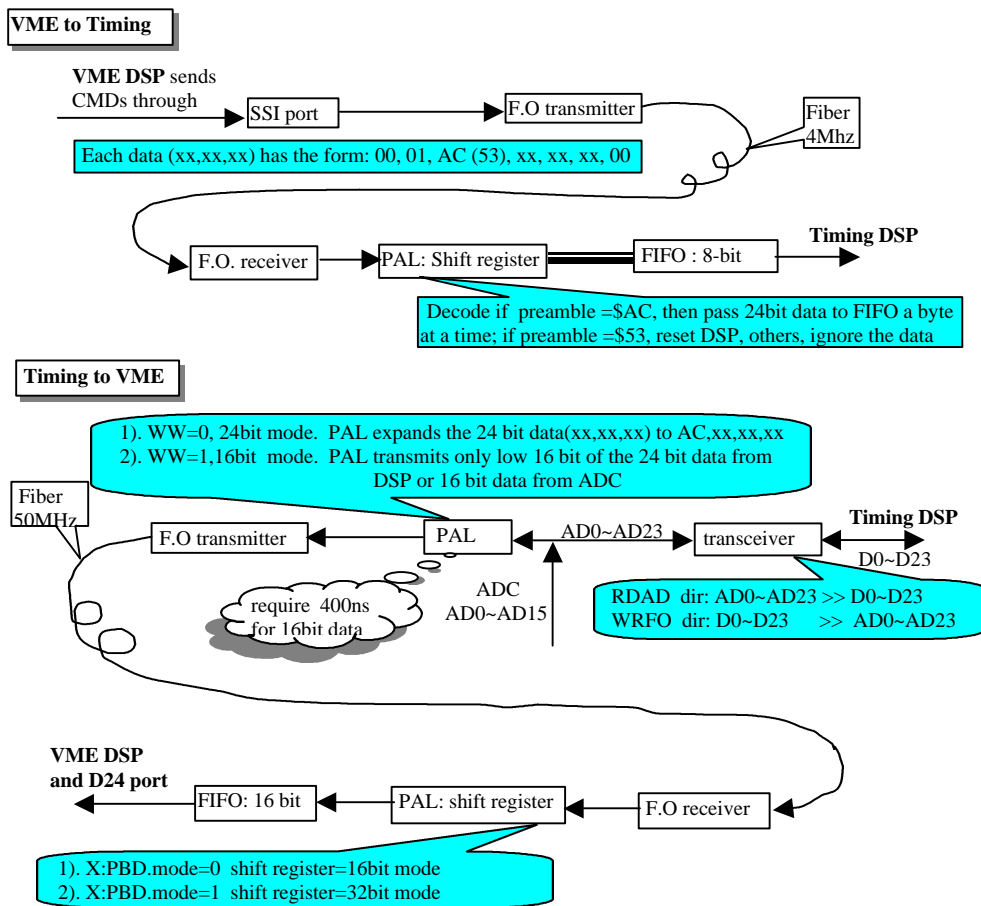 VME to Timing
VME DSP sends
CMDs through
SSI port
F.O transmitter
Fiber
4Mhz
Each data (xx,xx,xx) has the form: 00, 01, AC (53), xx, xx, xx, 00
F.O. receiver
PAL: Shift register
FIFO : 8-bit
Timing DSP
Decode if preamble =$AC, then pass 24bit data to FIFO a byte
at a time; if preamble =$53, reset DSP, others, ignore the data
Timing to VME
1). WW=0, 24bit mode. PAL expands the 24 bit data(xx,xx,xx) to AC,xx,xx,xx
2). WW=1,16bit mode. PAL transmits only low 16 bit of the 24 bit data from
DSP or 16 bit data from ADC
Fiber
50MHz
F.O transmitter
PAL
AD0~AD23
transceiver
Timing DSP
D0~D23
require 400ns
for 16bit data
ADC
AD0~AD15
RDAD dir: AD0~AD23 >> D0~D23
WRFO dir: D0~D23 >> AD0~AD23
VME DSP
and D24 port
FIFO: 16 bit
PAL: shift register
F.O receiver
1). X:PBD.mode=0 shift register=16bit mode
2). X:PBD.mode=1 shift register=32bit mode